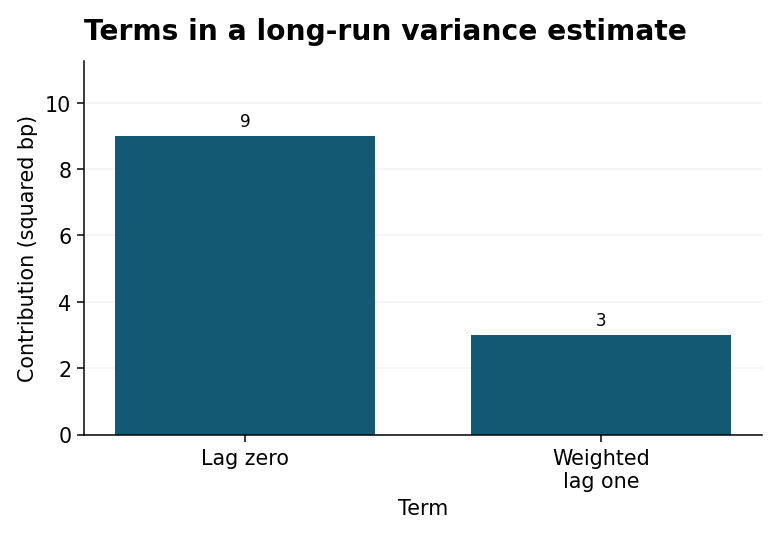 Terms in a long-run variance estimate
Contribution (squared bp)
10
8
6
4
2
0
9
3
Lag zero
Weighted
lag one
Term